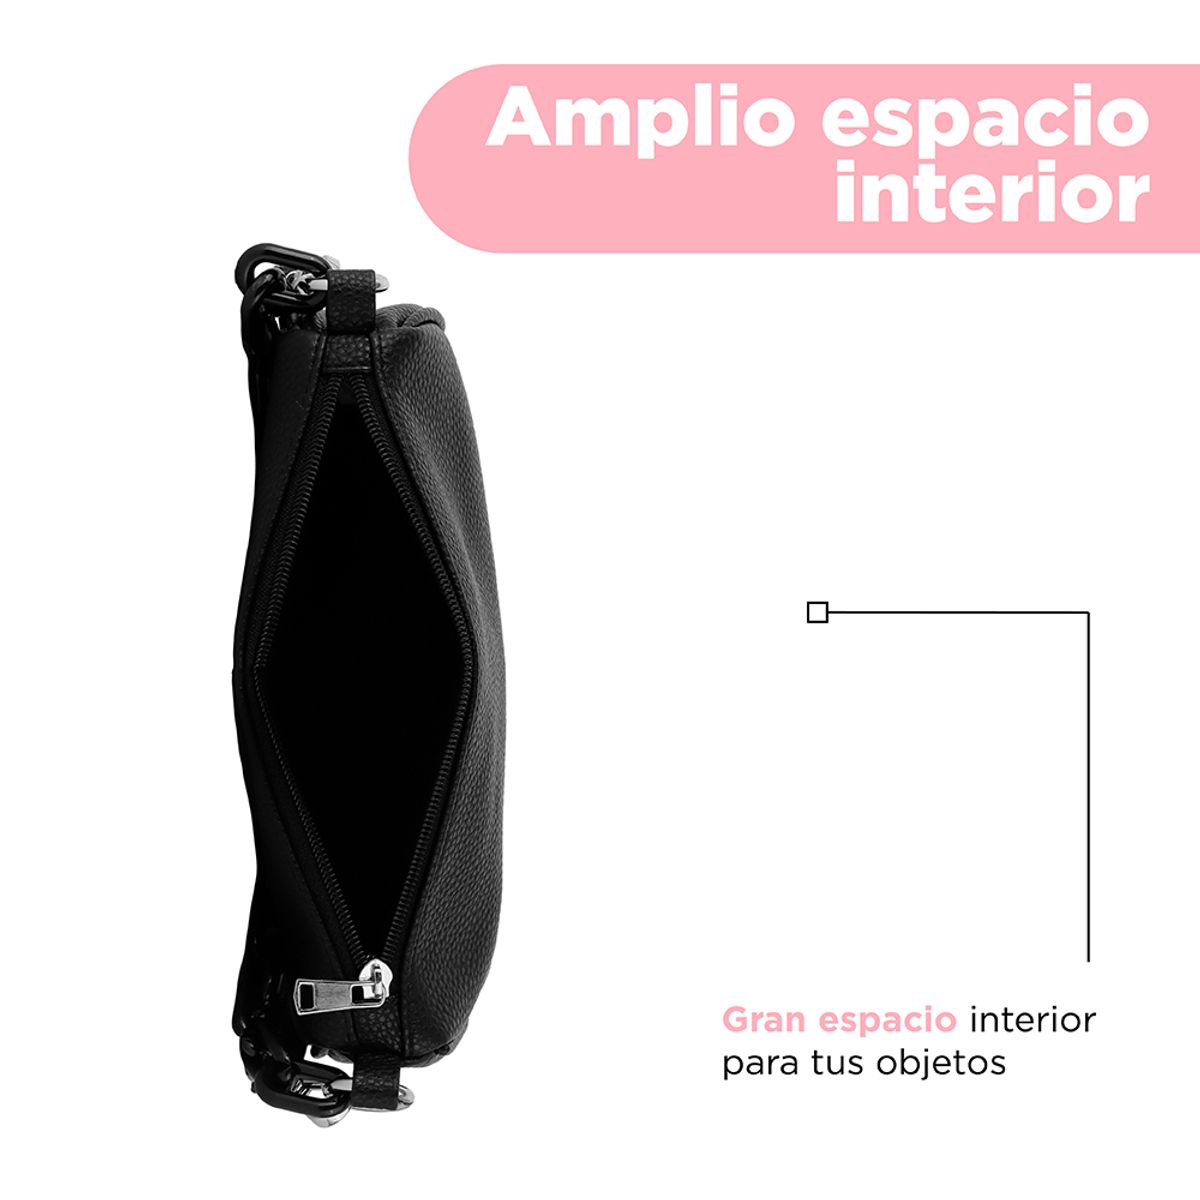 Amplio espacio
interior
Gran espacio interior
para tus objetos